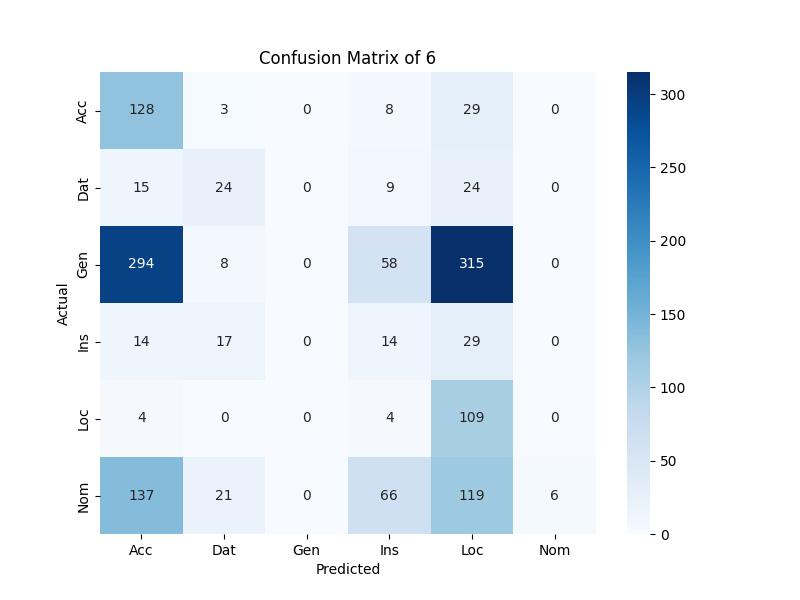 Confusion Matrix of 6
Acc 128 3 0 8 29 0
Dat 15 24 0 9 24 0
Gen 294 8 0 58 315 0
Ins 14 17 0 14 29 0
Loc 4 0 0 4 109 0
Nom 137 21 0 66 119 6
Acc Dat Gen Ins Loc Nom
Predicted
Actual
300
250
200
150
100
50
0